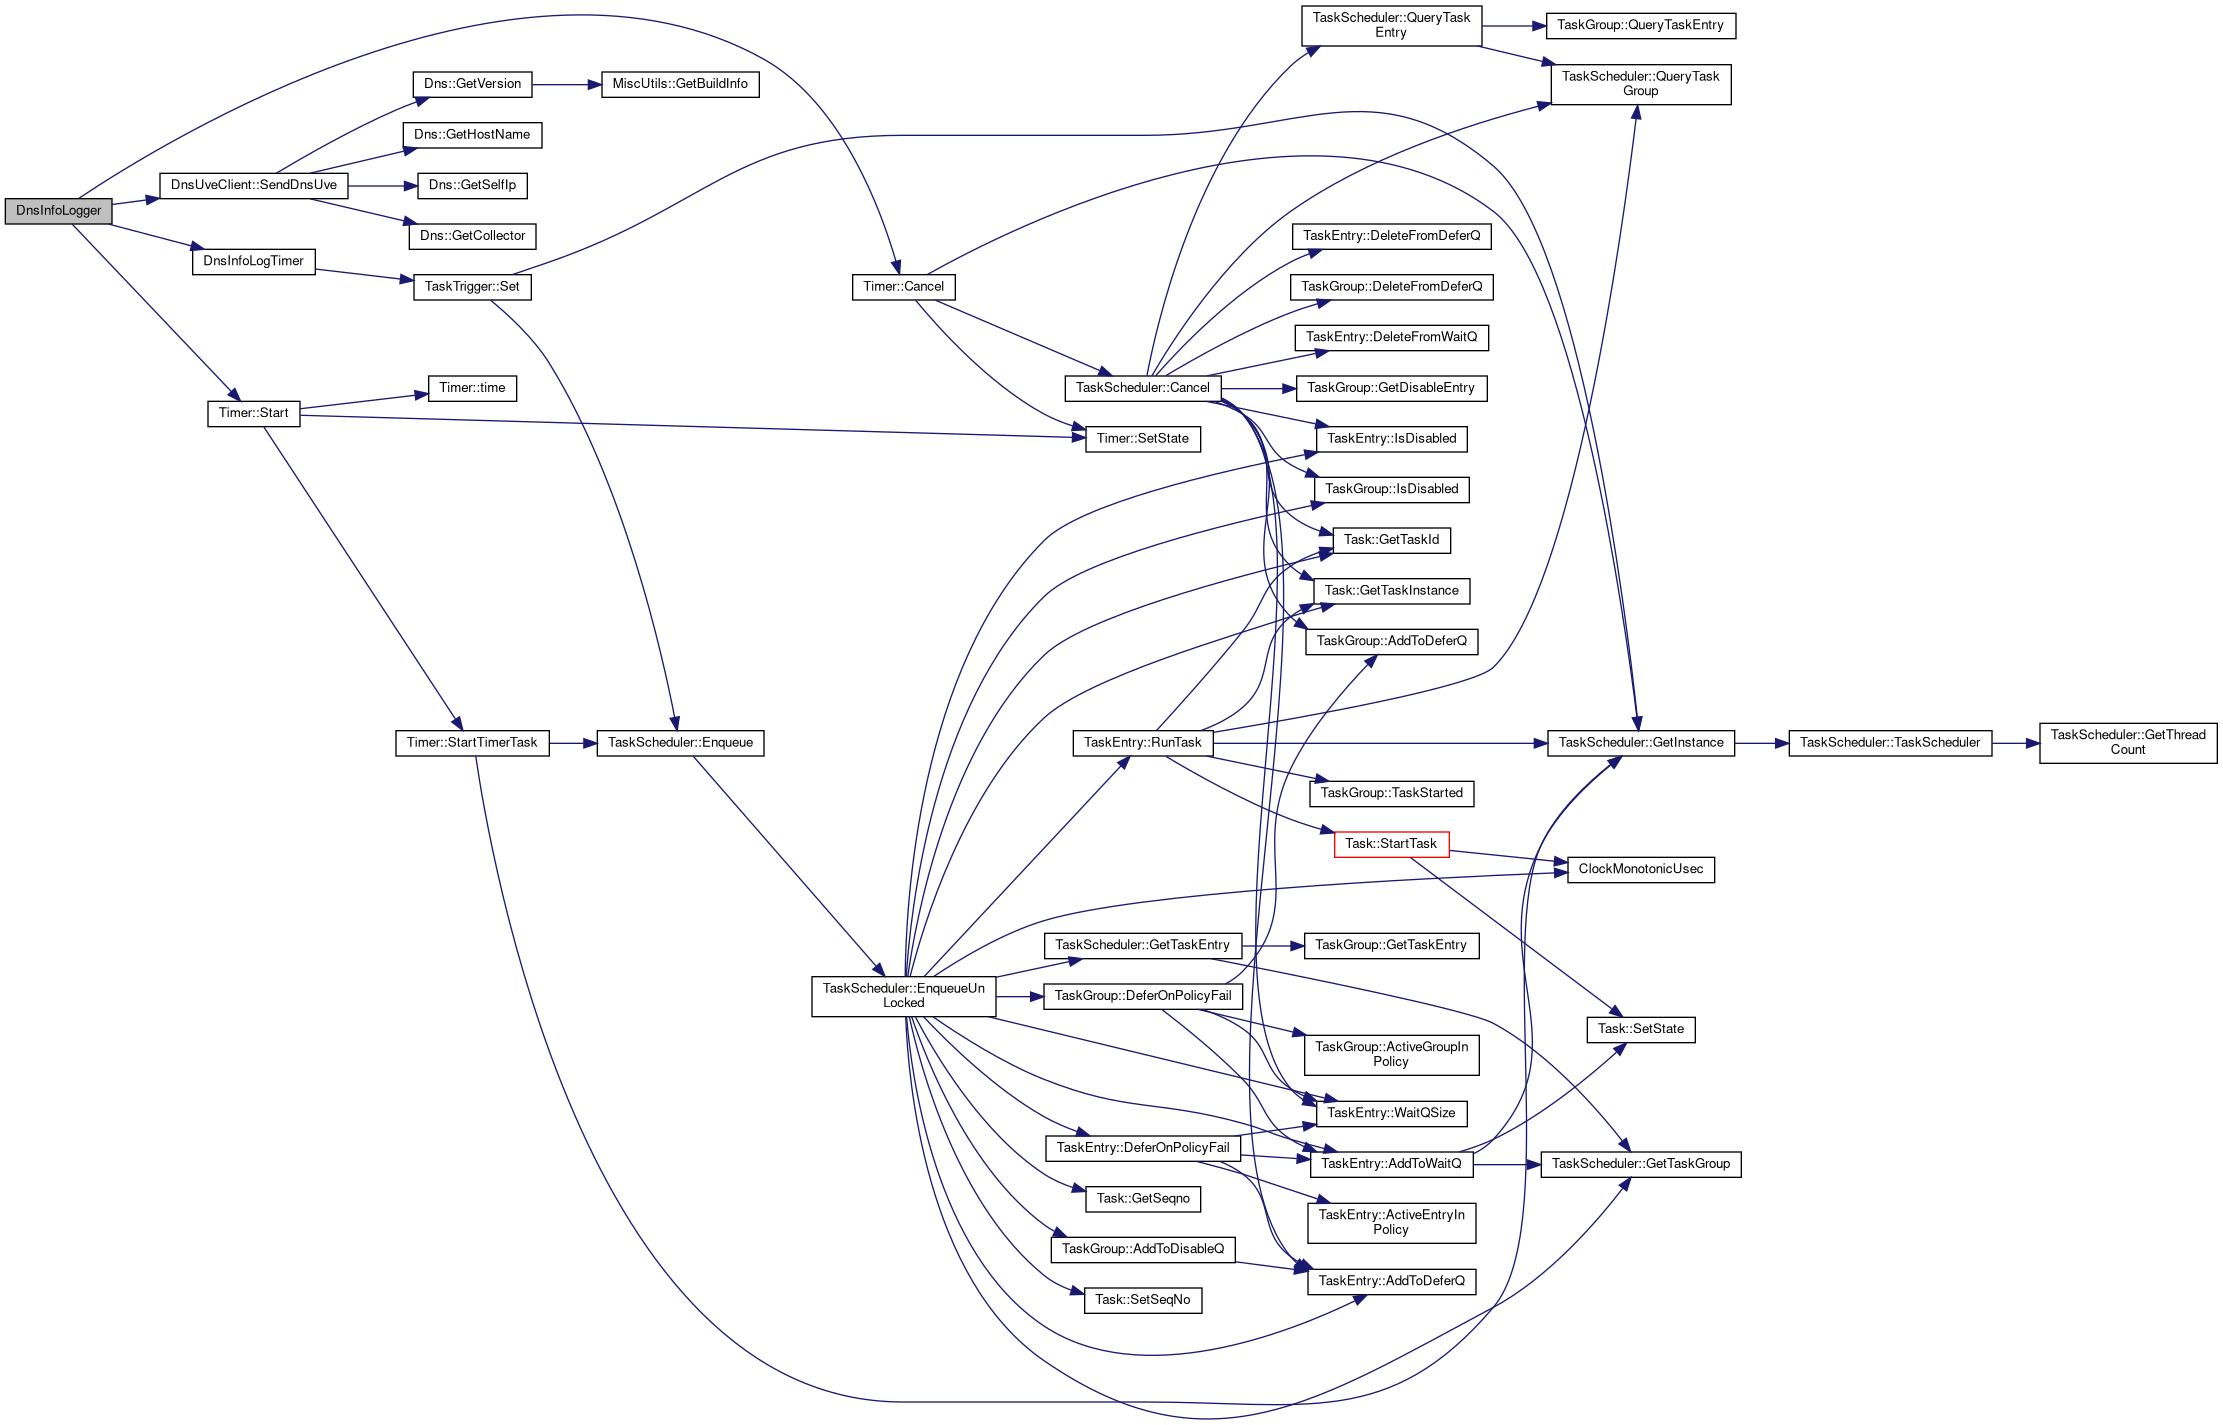 DnsInfoLogger
DnsUveClient::SendDnsUve
Dns::GetVersion
MiscUtils::GetBuildInfo
Dns::GetHostName
Dns::GetSelfIp
Dns::GetCollector
DnsInfoLogTimer
TaskTrigger::Set
Timer::Start
Timer::time
Timer::StartTimerTask
TaskScheduler::Enqueue
Timer::Cancel
TaskScheduler::Cancel
Timer::SetState
TaskScheduler::EnqueueUn
Locked
TaskEntry::RunTask
TaskScheduler::GetTaskEntry
TaskGroup::DeferOnPolicyFail
TaskEntry::DeferOnPolicyFail
Task::GetSeqno
TaskGroup::AddToDisableQ
Task::SetSeqNo
TaskScheduler::QueryTask
Entry
TaskGroup::QueryTaskEntry
TaskScheduler::QueryTask
Group
TaskEntry::DeleteFromDeferQ
TaskGroup::DeleteFromDeferQ
TaskEntry::DeleteFromWaitQ
TaskGroup::GetDisableEntry
TaskEntry::IsDisabled
TaskGroup::IsDisabled
Task::GetTaskId
Task::GetTaskInstance
TaskGroup::AddToDeferQ
TaskScheduler::GetInstance
TaskScheduler::TaskScheduler
TaskScheduler::GetThread
Count
TaskGroup::TaskStarted
Task::StartTask
ClockMonotonicUsec
TaskGroup::GetTaskEntry
Task::SetState
TaskGroup::ActiveGroupIn
Policy
TaskEntry::WaitQSize
TaskEntry::AddToWaitQ
TaskScheduler::GetTaskGroup
TaskEntry::ActiveEntryIn
Policy
TaskEntry::AddToDeferQ